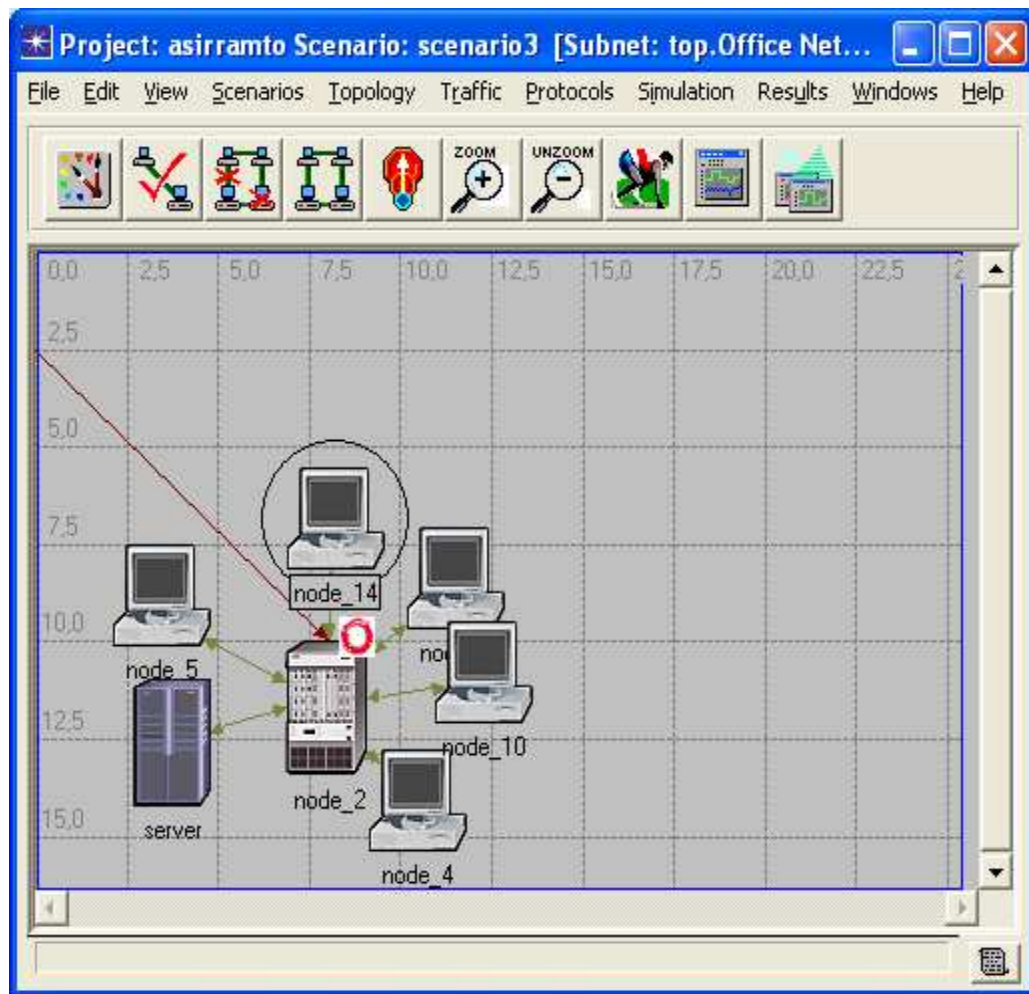 Project: asirramto Scenario: scenario3 [Subnet: top.Office Net...
File Edit View Scenarios Topology Traffic Protocols Simulation Results Windows Help
ZOOM UNZOOM
0,0 2,5 5,0 7,5 10,0 12,5 15,0 17,5 20,0 22,5 2
2,5
5,0
7,5
node_14
10,0
no
node_5
12,5
node_10
node_2
15,0
server
node_4